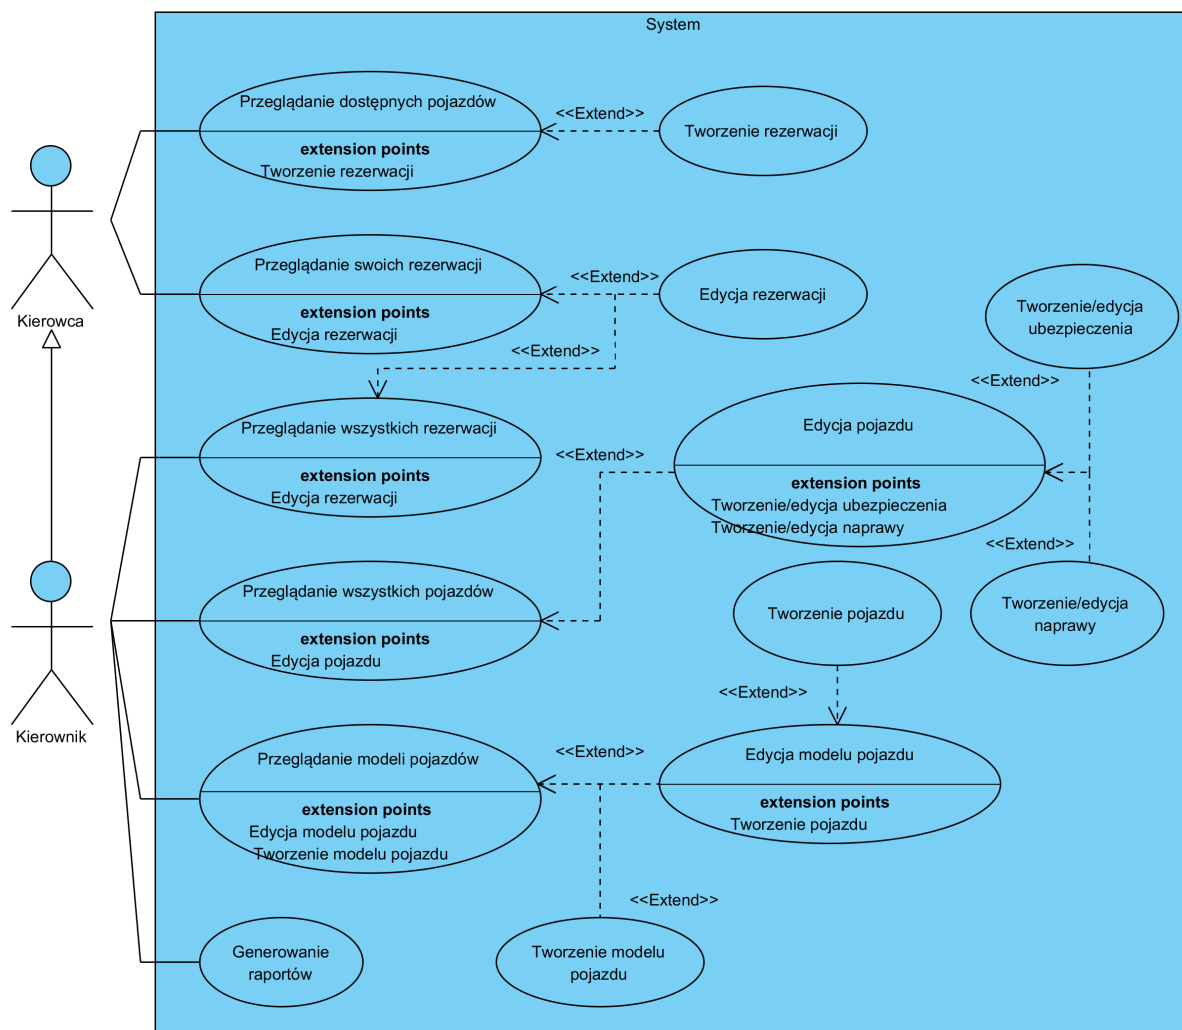 System
Przeglądanie dostępnych pojazdów
extension points
Tworzenie rezerwacji
<<Extend>>
Tworzenie rezerwacji
Kierowca
Przeglądanie swoich rezerwacji
extension points
Edycja rezerwacji
<<Extend>>
Edycja rezerwacji
<<Extend>>
Tworzenie/edycja
ubezpieczenia
<<Extend>>
Przeglądanie wszystkich rezerwacji
extension points
Edycja rezerwacji
<<Extend>>
Edycja pojazdu
extension points
Tworzenie/edycja ubezpieczenia
Tworzenie/edycja naprawy
<<Extend>>
Tworzenie/edycja
naprawy
Przeglądanie wszystkich pojazdów
extension points
Edycja pojazdu
Tworzenie pojazdu
<<Extend>>
Kierownik
Przeglądanie modeli pojazdów
extension points
Edycja modelu pojazdu
Tworzenie modelu pojazdu
<<Extend>>
Edycja modelu pojazdu
extension points
Tworzenie pojazdu
<<Extend>>
Generowanie
raportów
Tworzenie modelu
pojazdu